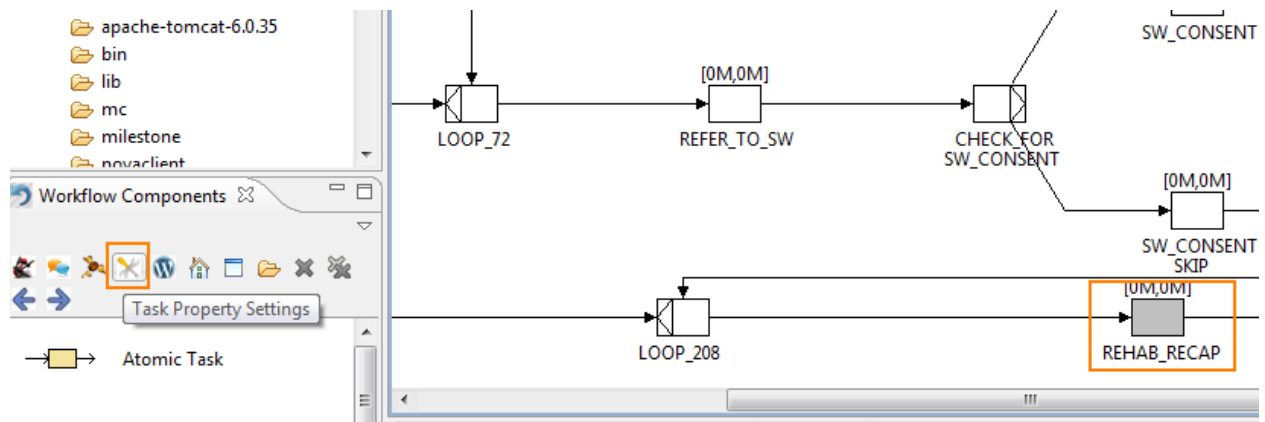 apache-tomcat-6.0.35
bin
lib
mc
milestone
novaclient
Workflow Components
Task Property Settings
Atomic Task
SW_CONSENT
[0M,0M]
LOOP_72
REFER_TO_SW
CHECK_FOR
SW_CONSENT
[0M,0M]
SW_CONSENT
SKIP
[0M,0M]
LOOP_208
REHAB_RECAP